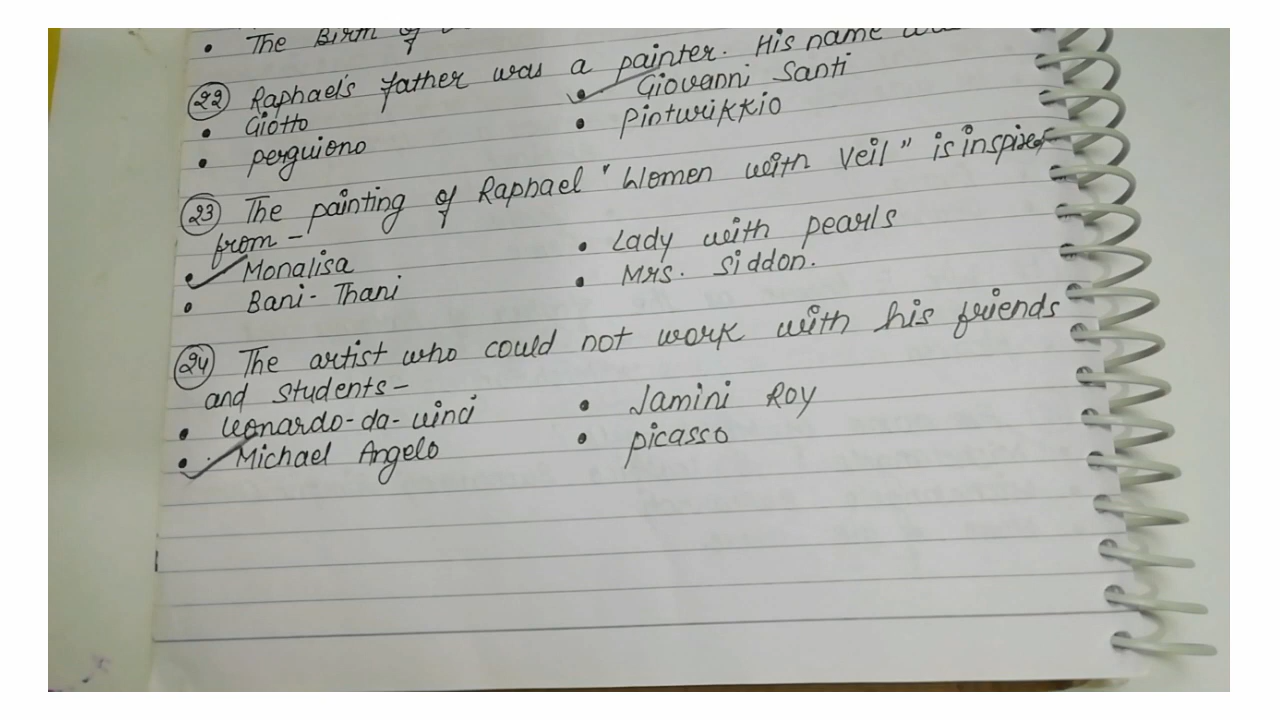 • The Birth of
22 Raphael's father was a painter. His name
• Giotto • Giovanni Santi
• perguiono • Pinturikkio
23 The painting of Raphael "Women with Veil" is inspired
from -
• Monalisa • Lady with pearls
• Bani-Thani • Mrs. Siddon.
24 The artist who could not work with his friends
and students-
• Leonardo-da-vinci • Jamini Roy
• Michael Angelo • picasso